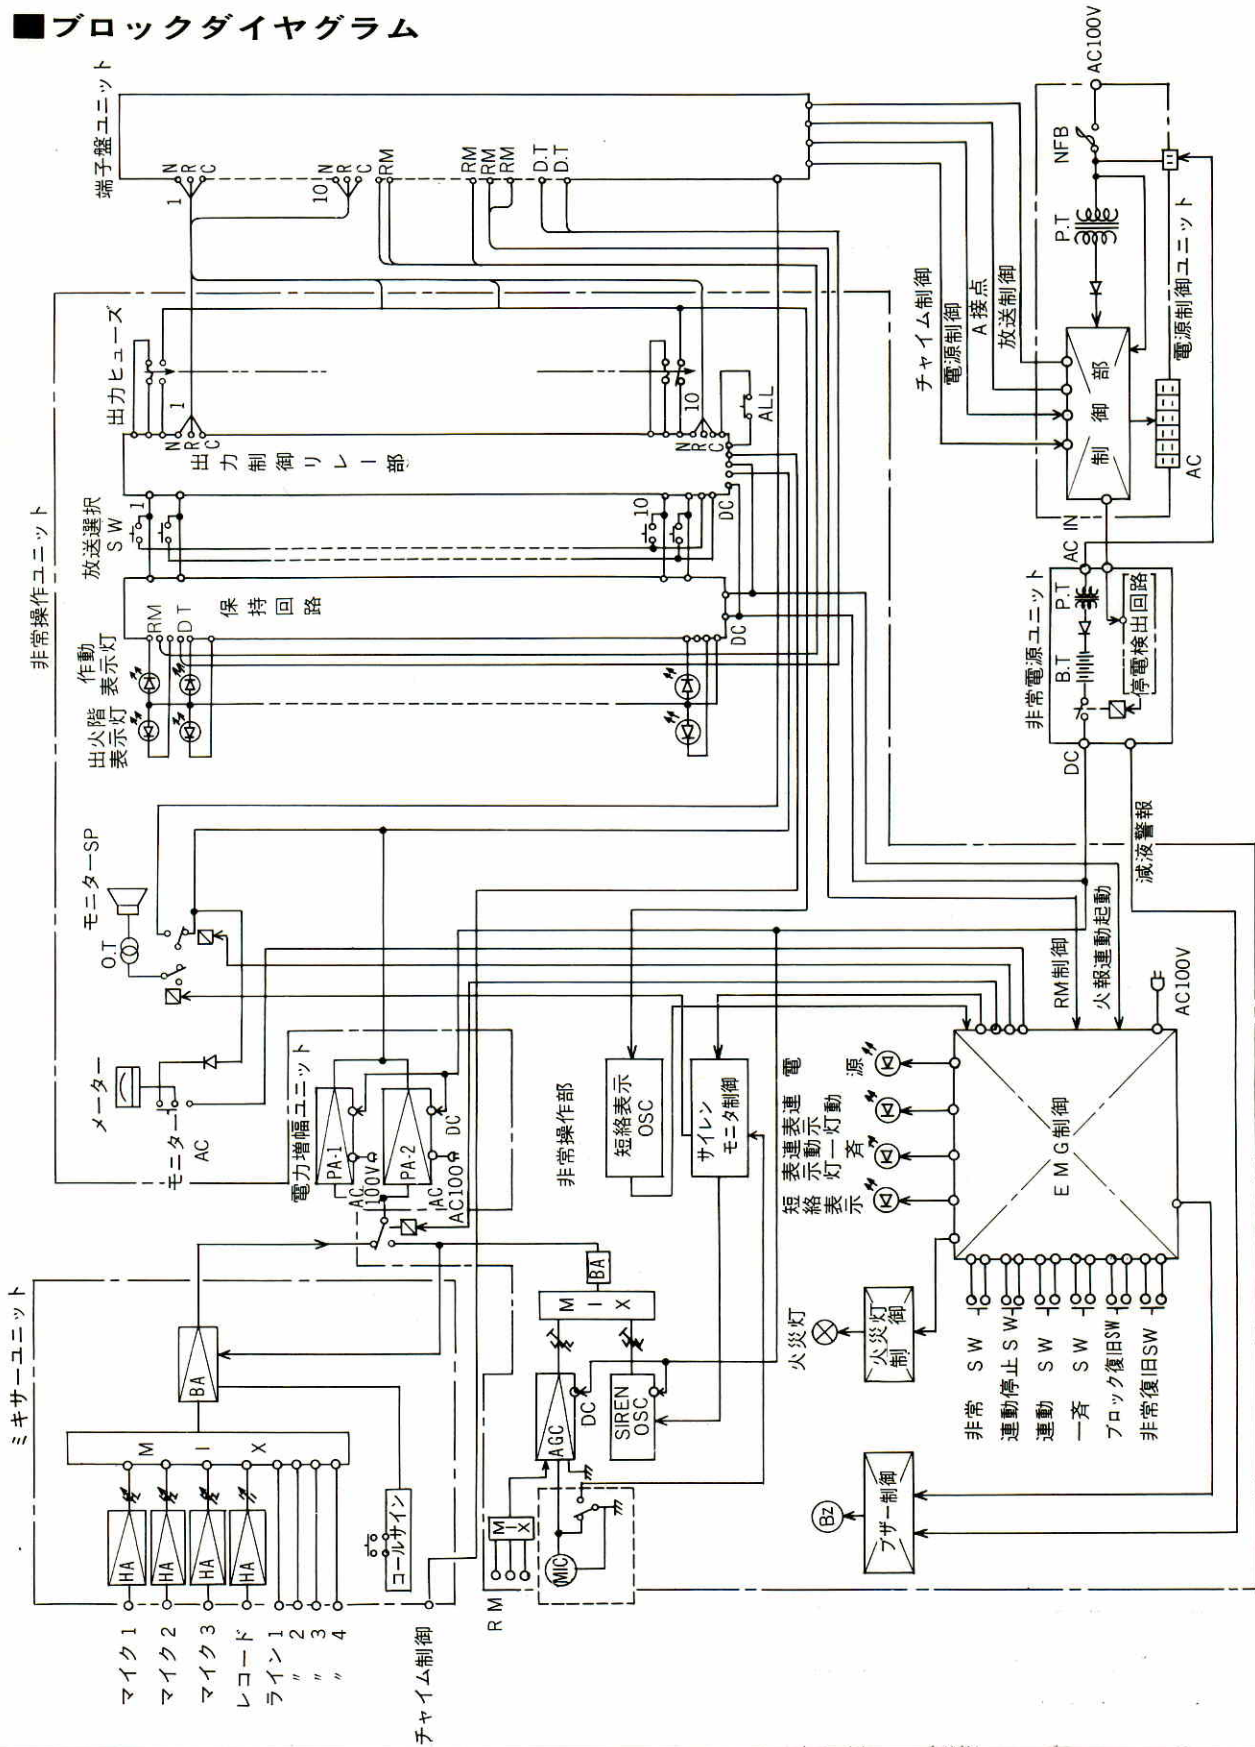 ■ブロックダイヤグラム
ミキサーユニット
マイク1
マイク2
マイク3
レコード
ライン1
〃 2
〃 3
〃 4
チャイム制御
HA
HA
HA
HA
M I X
BA
コールサイン
RM
MIX
MIC
AGC
DC
SIREN
OSC
M I X
BA
電力増幅ユニット
PA-1
PA-2
AC
100V
AC
AC100
DC
メーター
モニター
AC
モニターSP
O.T
非常操作ユニット
出火階
表示灯
作動
表示灯
RM
DT
保持回路
DC
放送選択
SW
1
10
出力制御リレー部
N
R
C
1
N
R
C
10
DC
出力ヒューズ
ALL
端子盤ユニット
N
R
C
1
N
R
C
10
RM
RM
RM
RM
D.T
D.T
チャイム制御
電源制御
A接点
放送制御
AC100V
NFB
P.T
制御部
電源制御ユニット
AC
AC IN
非常電源ユニット
P.T
B.T
停電検出回路
DC
減液警報
非常操作部
短絡表示
OSC
サイレン
モニタ制御
電源
連動
表示灯
一斉
連動
表示灯
短絡
表示
RM制御
火報連動起動
AC100V
EMG制御
火災灯
火災灯
制御
Bz
ブザー制御
非常 SW
連動停止SW
連動 SW
一斉 SW
ブロック復旧SW
非常復旧SW